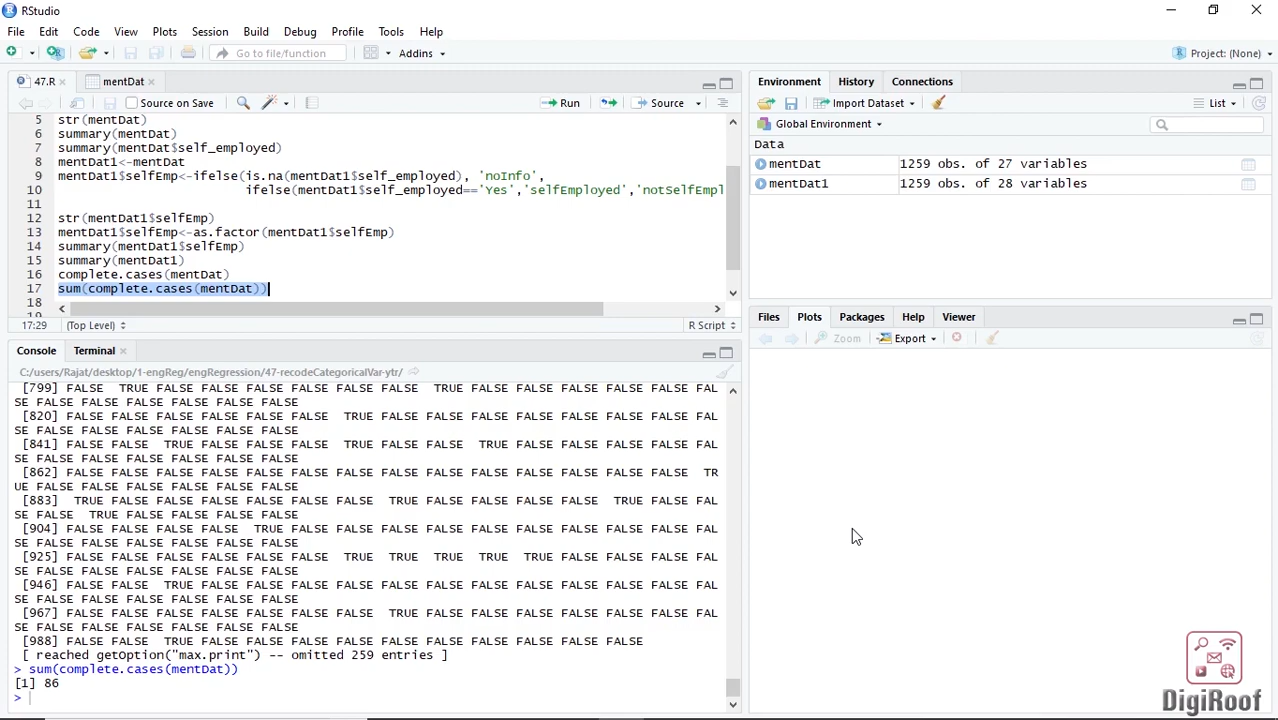 RStudio
File Edit Code View Plots Session Build Debug Profile Tools Help
Go to file/function
Addins
Project: (None)
47.R
mentDat
Source on Save
Run
Source
5 str(mentDat)
6 summary(mentDat)
7 summary(mentDat$self_employed)
8 mentDat1<-mentDat
9 mentDat1$selfEmp<-ifelse(is.na(mentDat1$self_employed), 'noInfo',
10 ifelse(mentDat1$self_employed=='Yes','selfEmployed','notSelfEmpl
11
12 str(mentDat1$selfEmp)
13 mentDat1$selfEmp<-as.factor(mentDat1$selfEmp)
14 summary(mentDat1$selfEmp)
15 summary(mentDat1)
16 complete.cases(mentDat)
17 sum(complete.cases(mentDat))
18
17:29 (Top Level) R Script
Console Terminal
C:/users/Rajat/desktop/1-engReg/engRegression/47-recodeCategoricalVar-ytr/
[799] FALSE TRUE FALSE FALSE FALSE FALSE FALSE FALSE TRUE FALSE FALSE FALSE FALSE FALSE FAL
SE FALSE FALSE FALSE FALSE FALSE
[820] FALSE FALSE FALSE FALSE FALSE FALSE TRUE FALSE FALSE FALSE FALSE FALSE FALSE FALSE FAL
SE FALSE FALSE FALSE FALSE FALSE
[841] FALSE FALSE TRUE FALSE FALSE FALSE TRUE FALSE FALSE TRUE FALSE FALSE FALSE FALSE FAL
SE FALSE FALSE FALSE FALSE FALSE
[862] FALSE FALSE FALSE FALSE FALSE FALSE FALSE FALSE FALSE FALSE FALSE FALSE FALSE FALSE TR
UE FALSE FALSE FALSE FALSE FALSE
[883] TRUE FALSE FALSE FALSE FALSE FALSE FALSE TRUE FALSE FALSE FALSE FALSE TRUE FALSE FAL
SE FALSE TRUE FALSE FALSE FALSE
[904] FALSE FALSE FALSE FALSE TRUE FALSE FALSE FALSE FALSE FALSE FALSE FALSE FALSE FALSE FAL
SE FALSE FALSE FALSE FALSE FALSE
[925] FALSE FALSE FALSE FALSE FALSE FALSE TRUE TRUE TRUE TRUE TRUE FALSE FALSE FALSE FAL
SE FALSE FALSE FALSE FALSE FALSE
[946] FALSE FALSE TRUE FALSE FALSE FALSE FALSE FALSE FALSE FALSE FALSE FALSE FALSE FALSE FAL
SE FALSE FALSE FALSE FALSE FALSE
[967] FALSE FALSE FALSE FALSE FALSE FALSE FALSE TRUE FALSE FALSE FALSE FALSE FALSE FALSE FAL
SE FALSE FALSE FALSE FALSE FALSE
[988] FALSE FALSE TRUE FALSE FALSE FALSE FALSE FALSE FALSE FALSE FALSE FALSE FALSE
[ reached getOption("max.print") -- omitted 259 entries ]
> sum(complete.cases(mentDat))
[1] 86
>
Environment History Connections
Import Dataset
List
Global Environment
Data
mentDat 1259 obs. of 27 variables
mentDat1 1259 obs. of 28 variables
Files Plots Packages Help Viewer
Zoom Export
DigiRoof